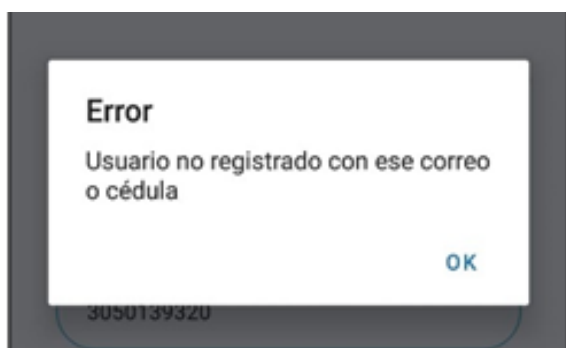 Error
Usuario no registrado con ese correo
o cédula
OK
3050139320